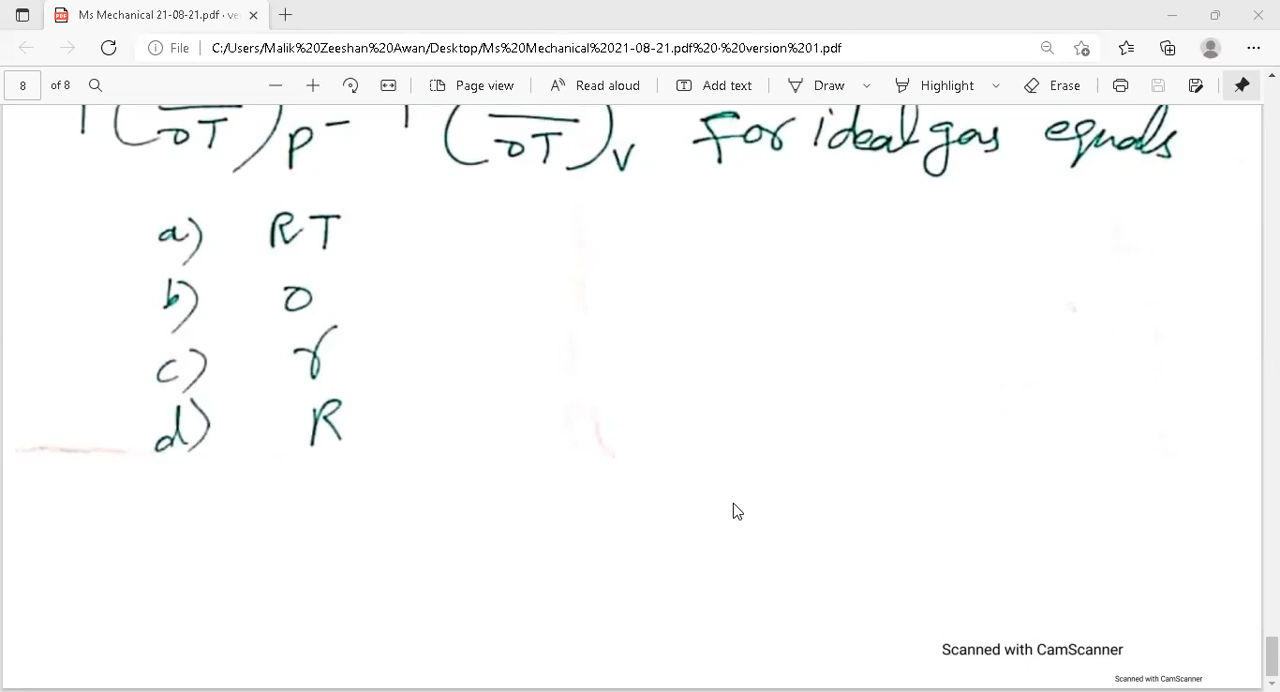 Ms Mechanical 21-08-21.pdf - ve
File
C:/Users/Malik%20Zeeshan%20Awan/Desktop/Ms%20Mechanical%2021-08-21.pdf%20%20version%201.pdf
8 of 8
Page view
Read aloud
Add text
Draw
Highlight
Erase
(∂T)P - (∂T)V For ideal gas equals
a) RT
b) 0
c) γ
d) R
Scanned with CamScanner
Scanned with CamScanner